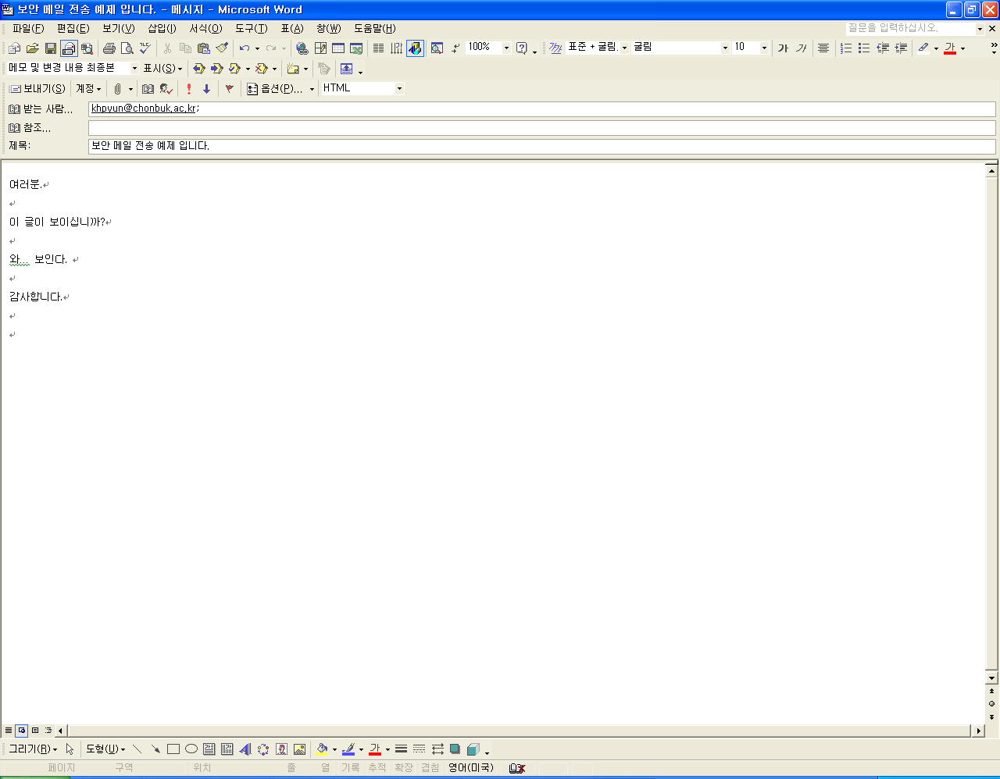 보안 메일 전송 예제 입니다. - 메시지 - Microsoft Word
파일(F) 편집(E) 보기(V) 삽입(I) 서식(O) 도구(T) 표(A) 창(W) 도움말(H) 질문을 입력하십시오.
100% 표준 + 굴림. 굴림 10 가 가 가
메모 및 변경 내용 최종본 표시(S)
보내기(S) 계정 옵션(P)... HTML
받는 사람... khpyun@chonbuk.ac.kr;
참조...
제목: 보안 메일 전송 예제 입니다.
여러분.
이 글이 보이십니까?
와... 보인다.
감사합니다.
그리기(R) 도형(U) 가
페이지 구역 위치 줄 열 기록 추적 확장 겹침 영어(미국)